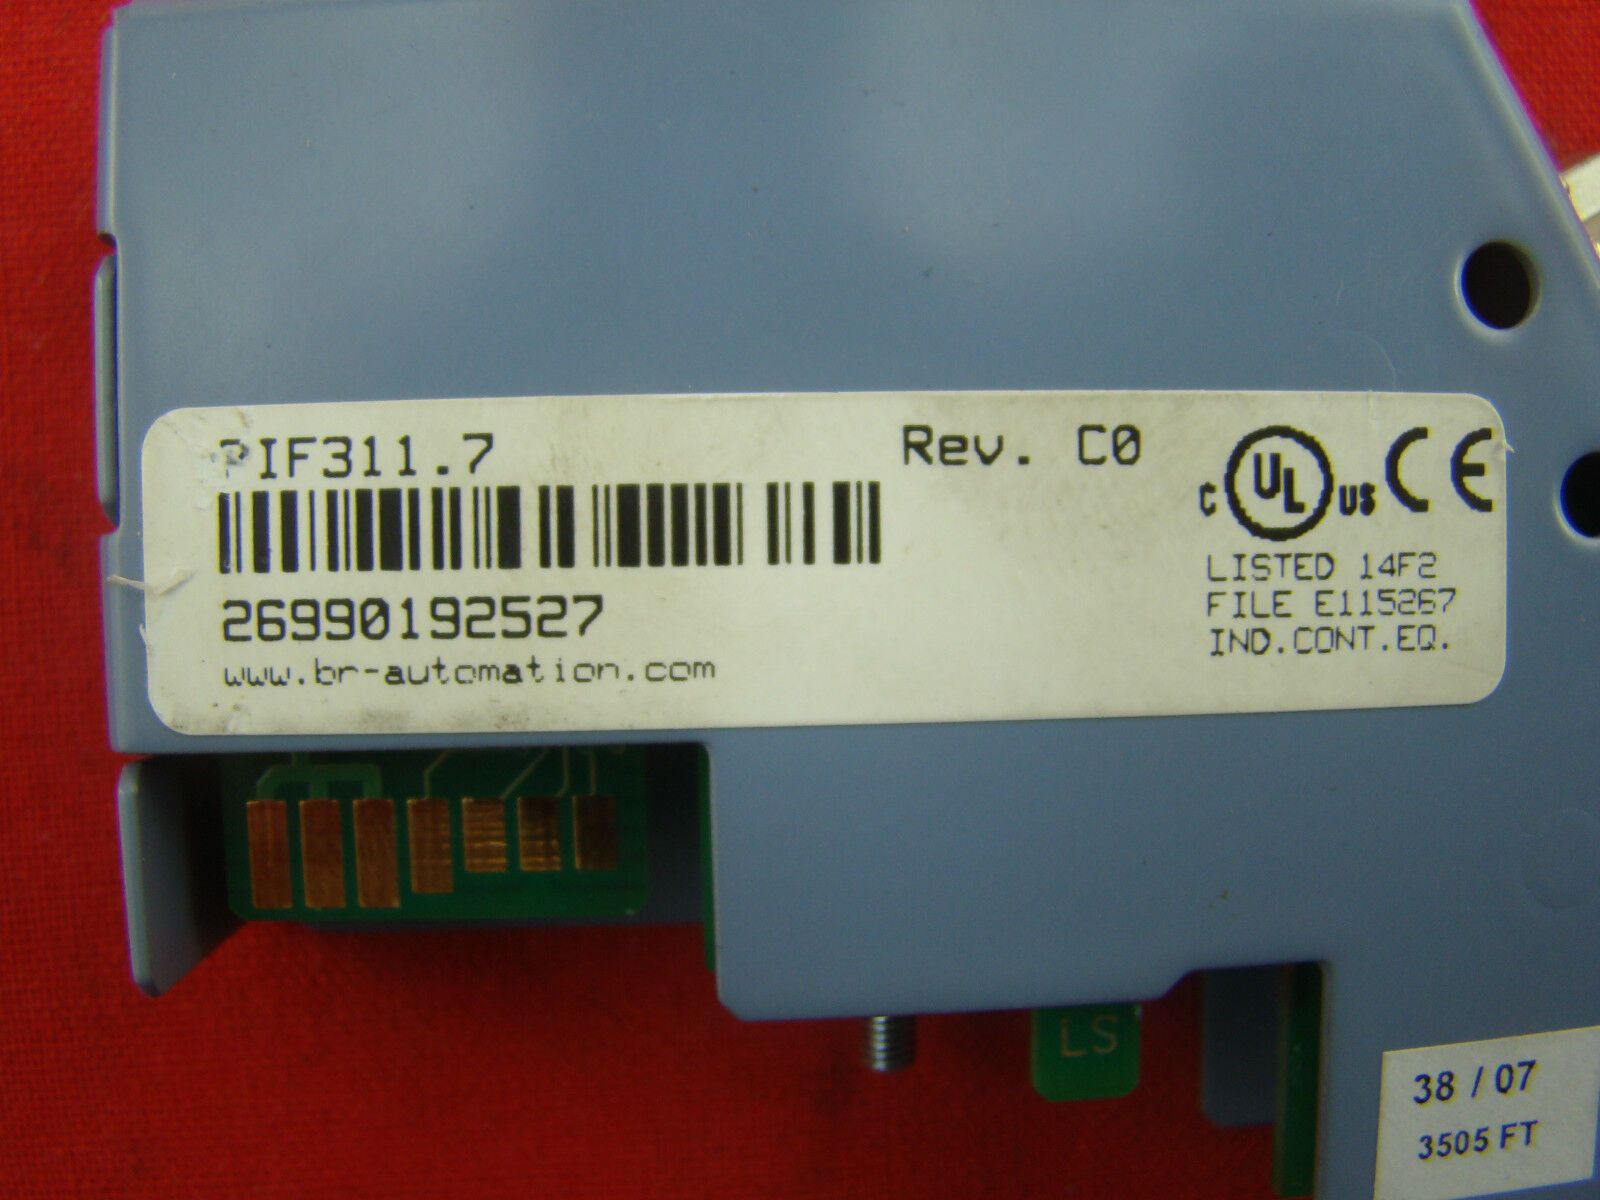 PIF311.7
Rev. C0
26990192527
www.br-automation.com
C UL US CE
LISTED 14F2
FILE E115267
IND.CONT.EQ.
LS
38 / 07
3505 FT